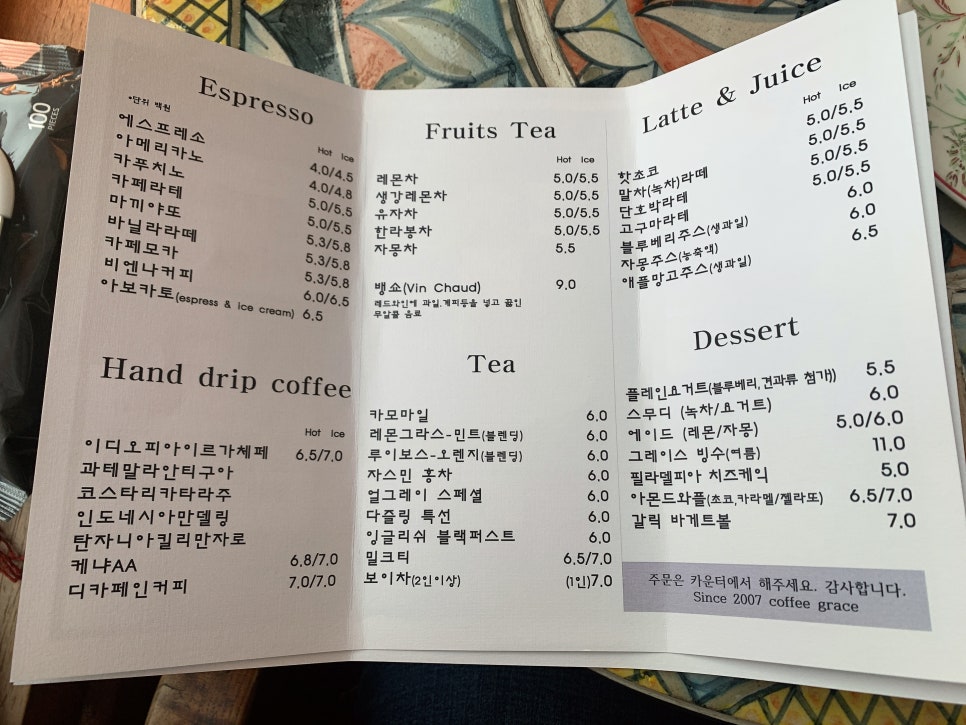 100
PIECES
Espresso
*단위 백원
Hot Ice
에스프레소 4.0/4.5
아메리카노 4.0/4.8
카푸치노 5.0/5.5
카페라테 5.0/5.5
마끼야또 5.3/5.8
바닐라라떼 5.3/5.8
카페모카 5.3/5.8
비엔나커피 6.0/6.5
아보카토(espress & ice cream) 6.5
Hand drip coffee
Hot Ice
이디오피아이르가체페 6.5/7.0
과테말라안티구아
코스타리카타라주
인도네시아만델링
탄자니아킬리만자로
케냐AA 6.8/7.0
디카페인커피 7.0/7.0
Fruits Tea
Hot Ice
레몬차 5.0/5.5
생강레몬차 5.0/5.5
유자차 5.0/5.5
한라봉차 5.0/5.5
자몽차 5.5
뱅쇼(Vin Chaud) 9.0
레드와인에 과일,계피등을 넣고 끓인
무알콜 음료
Tea
카모마일 6.0
레몬그라스-민트(블렌딩) 6.0
루이보스-오렌지(블렌딩) 6.0
자스민 홍차 6.0
얼그레이 스페셜 6.0
다즐링 특선 6.0
잉글리쉬 블랙퍼스트 6.0
밀크티 6.5/7.0
보이차(2인이상) (1인)7.0
Latte & Juice
Hot Ice
핫초코 5.0/5.5
말차(녹차)라떼 5.0/5.5
단호박라테 5.0/5.5
고구마라테 5.0/5.5
블루베리주스(생과일) 6.0
자몽주스(농축액) 6.0
애플망고주스(생과일) 6.5
Dessert
플레인요거트(블루베리,견과류 첨가) 5.5
스무디 (녹차/요거트) 6.0
에이드 (레몬/자몽) 5.0/6.0
그레이스 빙수(여름) 11.0
필라델피아 치즈케익 5.0
아몬드와플(초코,카라멜/젤라또) 6.5/7.0
갈릭 바게트볼 7.0
주문은 카운터에서 해주세요. 감사합니다.
Since 2007 coffee grace